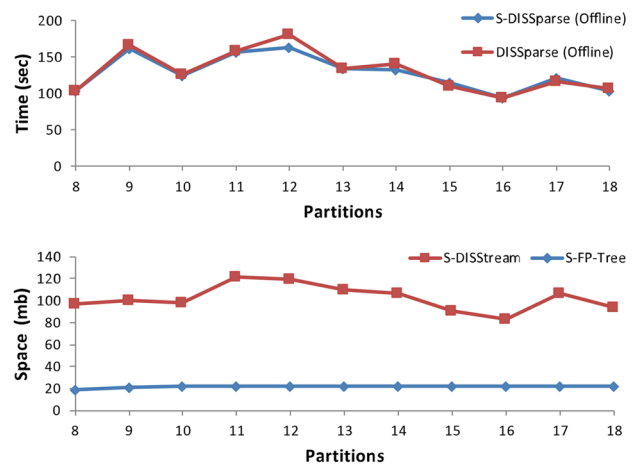 S-DISSparse (Offline)
DISSparse (Offline)
Time (sec)
200
150
100
50
0
8 9 10 11 12 13 14 15 16 17 18
Partitions
S-DISStream S-FP-Tree
Space (mb)
140
120
100
80
60
40
20
0
8 9 10 11 12 13 14 15 16 17 18
Partitions